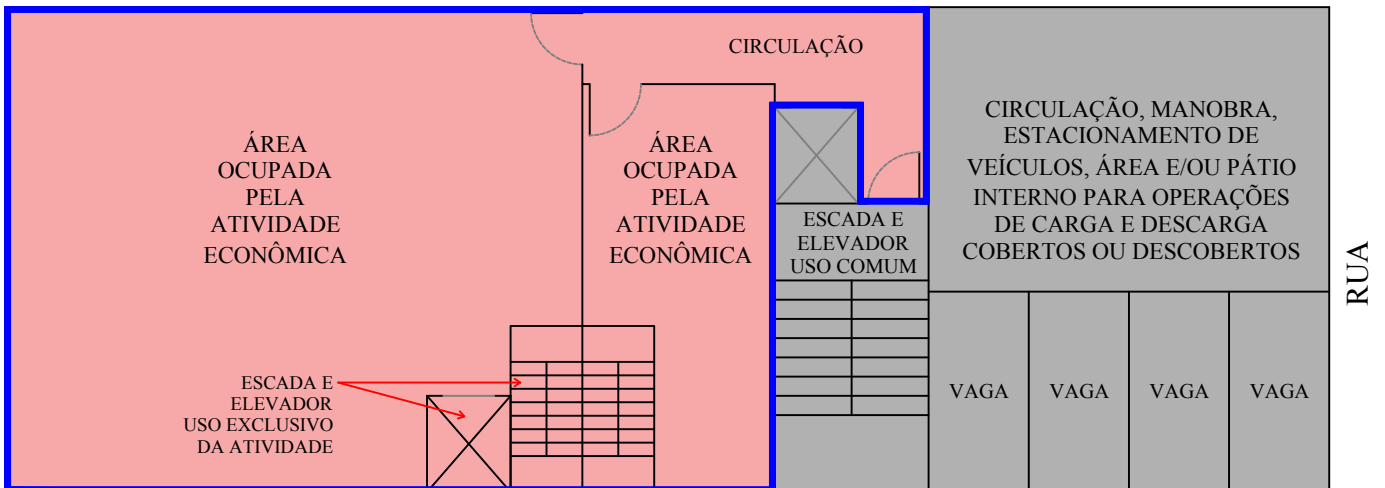 CIRCULAÇÃO
ÁREA
OCUPADA
PELA
ATIVIDADE
ECONÔMICA
ÁREA
OCUPADA
PELA
ATIVIDADE
ECONÔMICA
ESCADA E
ELEVADOR
USO COMUM
CIRCULAÇÃO, MANOBRA,
ESTACIONAMENTO DE
VEÍCULOS, ÁREA E/OU PÁTIO
INTERNO PARA OPERAÇÕES
DE CARGA E DESCARGA
COBERTOS OU DESCOBERTOS
RUA
ESCADA E
ELEVADOR
USO EXCLUSIVO
DA ATIVIDADE
VAGA
VAGA
VAGA
VAGA